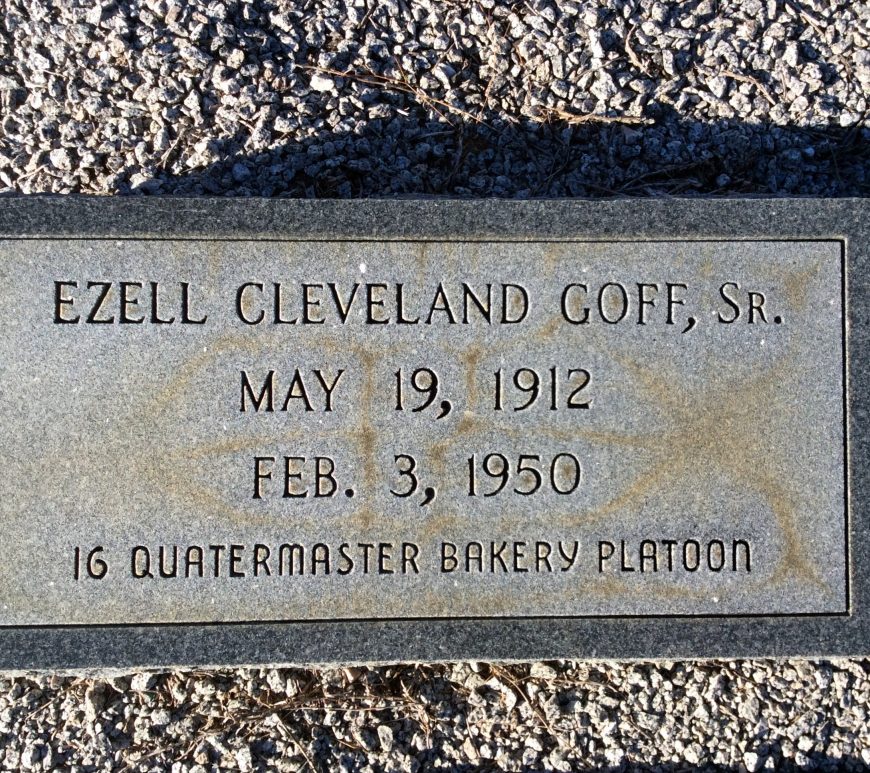 EZELL CLEVELAND GOFF, SR.
MAY 19, 1912
FEB. 3, 1950
16 QUATERMASTER BAKERY PLATOON